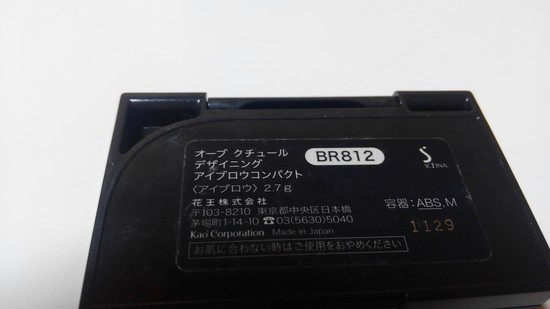 オーブ クチュール
デザイニング
アイブロウコンパクト
〈アイブロウ〉2.7g
BR812
花王株式会社
〒103-8210 東京都中央区日本橋
茅場町1-14-10 ☎03(5630)5040
Kao Corporation Made in Japan
お肌に合わない時はご使用をおやめください
SOFINA
容器:ABS,M
1129